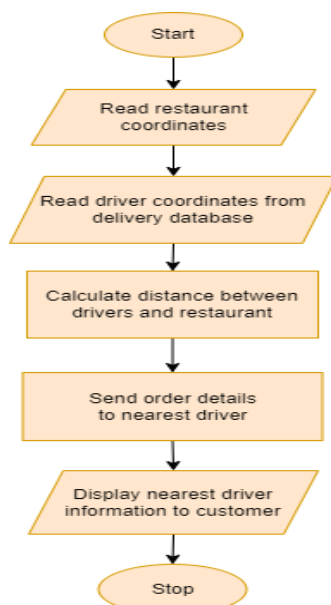 Start
Read restaurant
coordinates
Read driver coordinates from
delivery database
Calculate distance between
drivers and restaurant
Send order details
to nearest driver
Display nearest driver
information to customer
Stop